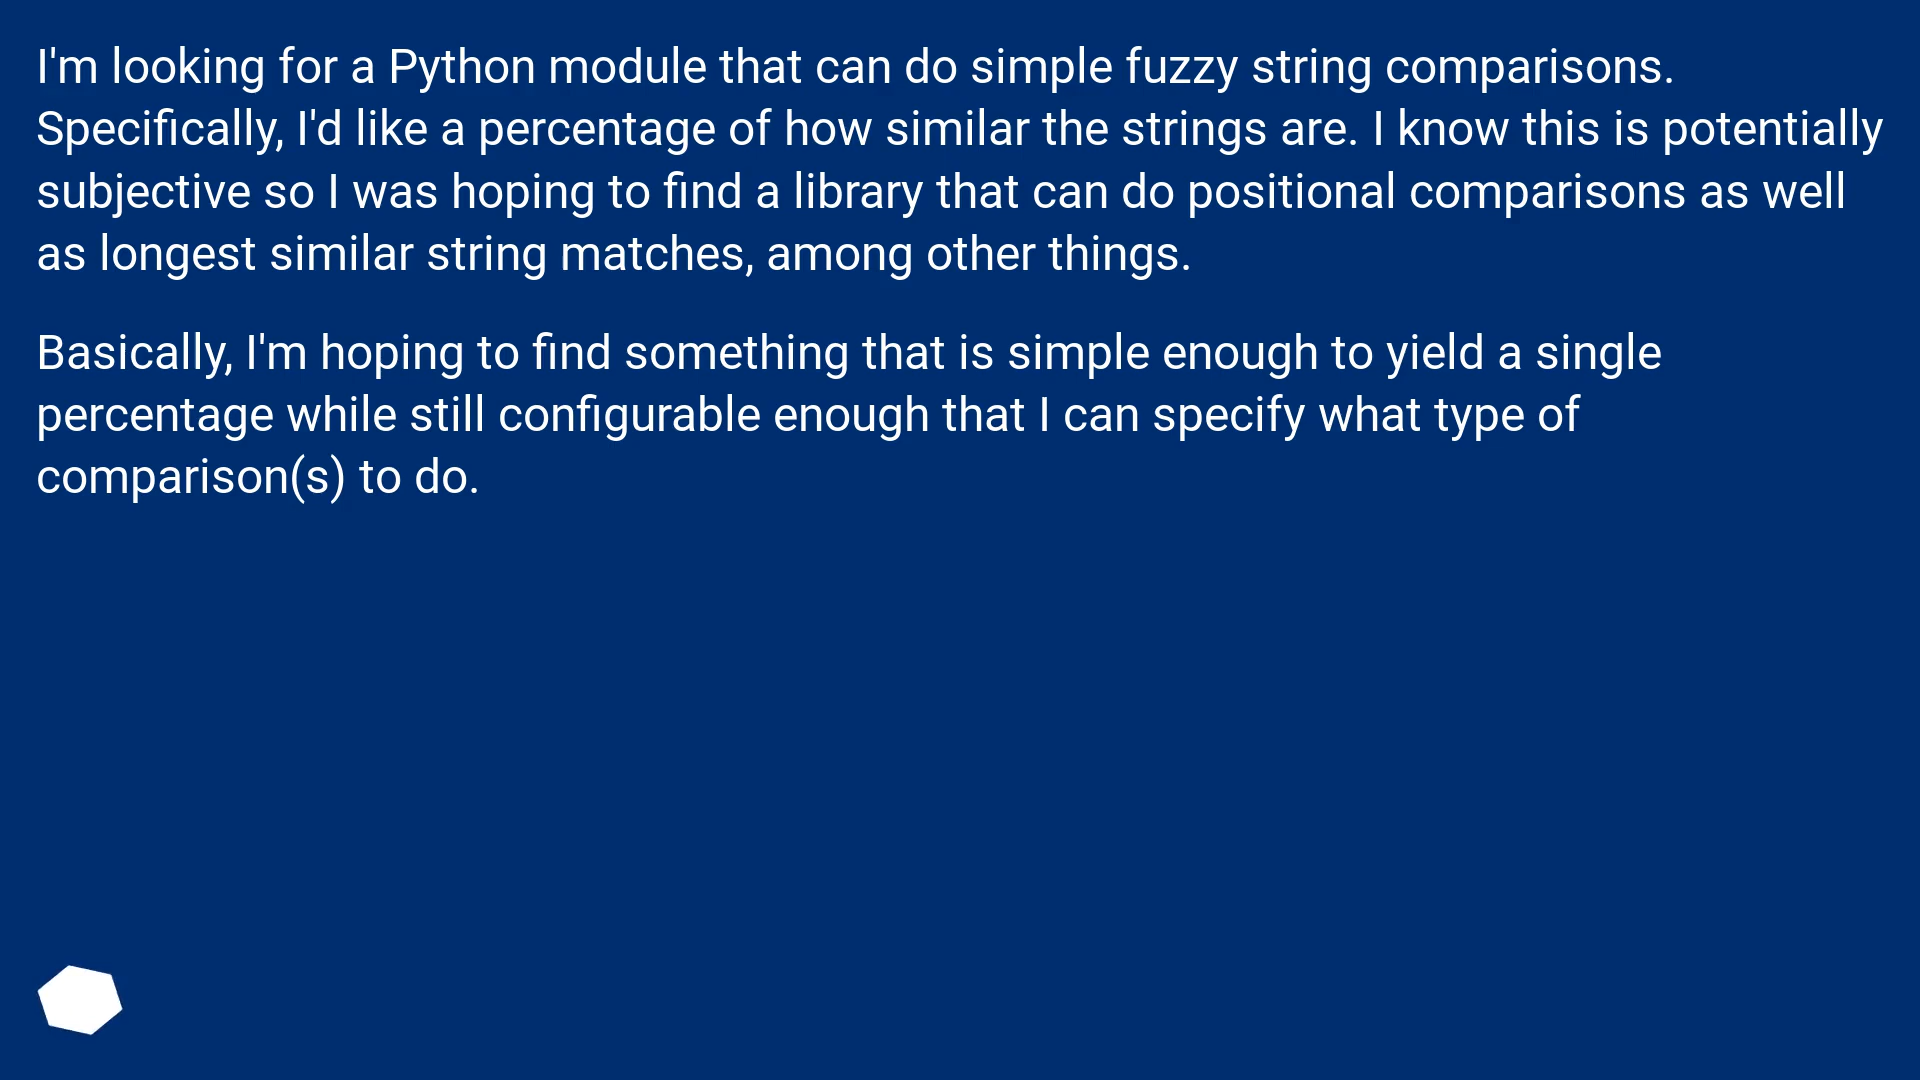 I'm looking for a Python module that can do simple fuzzy string comparisons.
Specifically, I'd like a percentage of how similar the strings are. I know this is potentially
subjective so I was hoping to find a library that can do positional comparisons as well
as longest similar string matches, among other things.
Basically, I'm hoping to find something that is simple enough to yield a single
percentage while still configurable enough that I can specify what type of
comparison(s) to do.